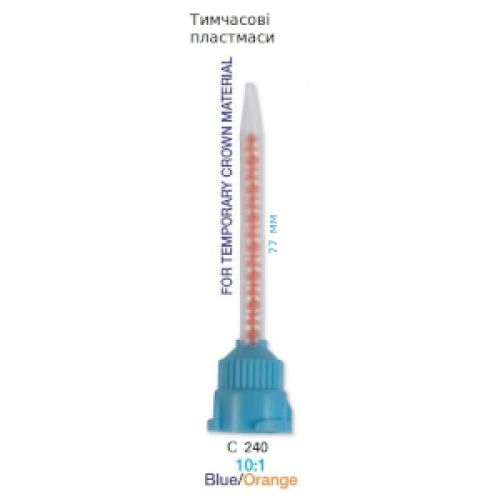 Тимчасові
пластмаси
FOR TEMPORARY CROWN MATERIAL
77 мм
С 240
10:1
Blue/Orange